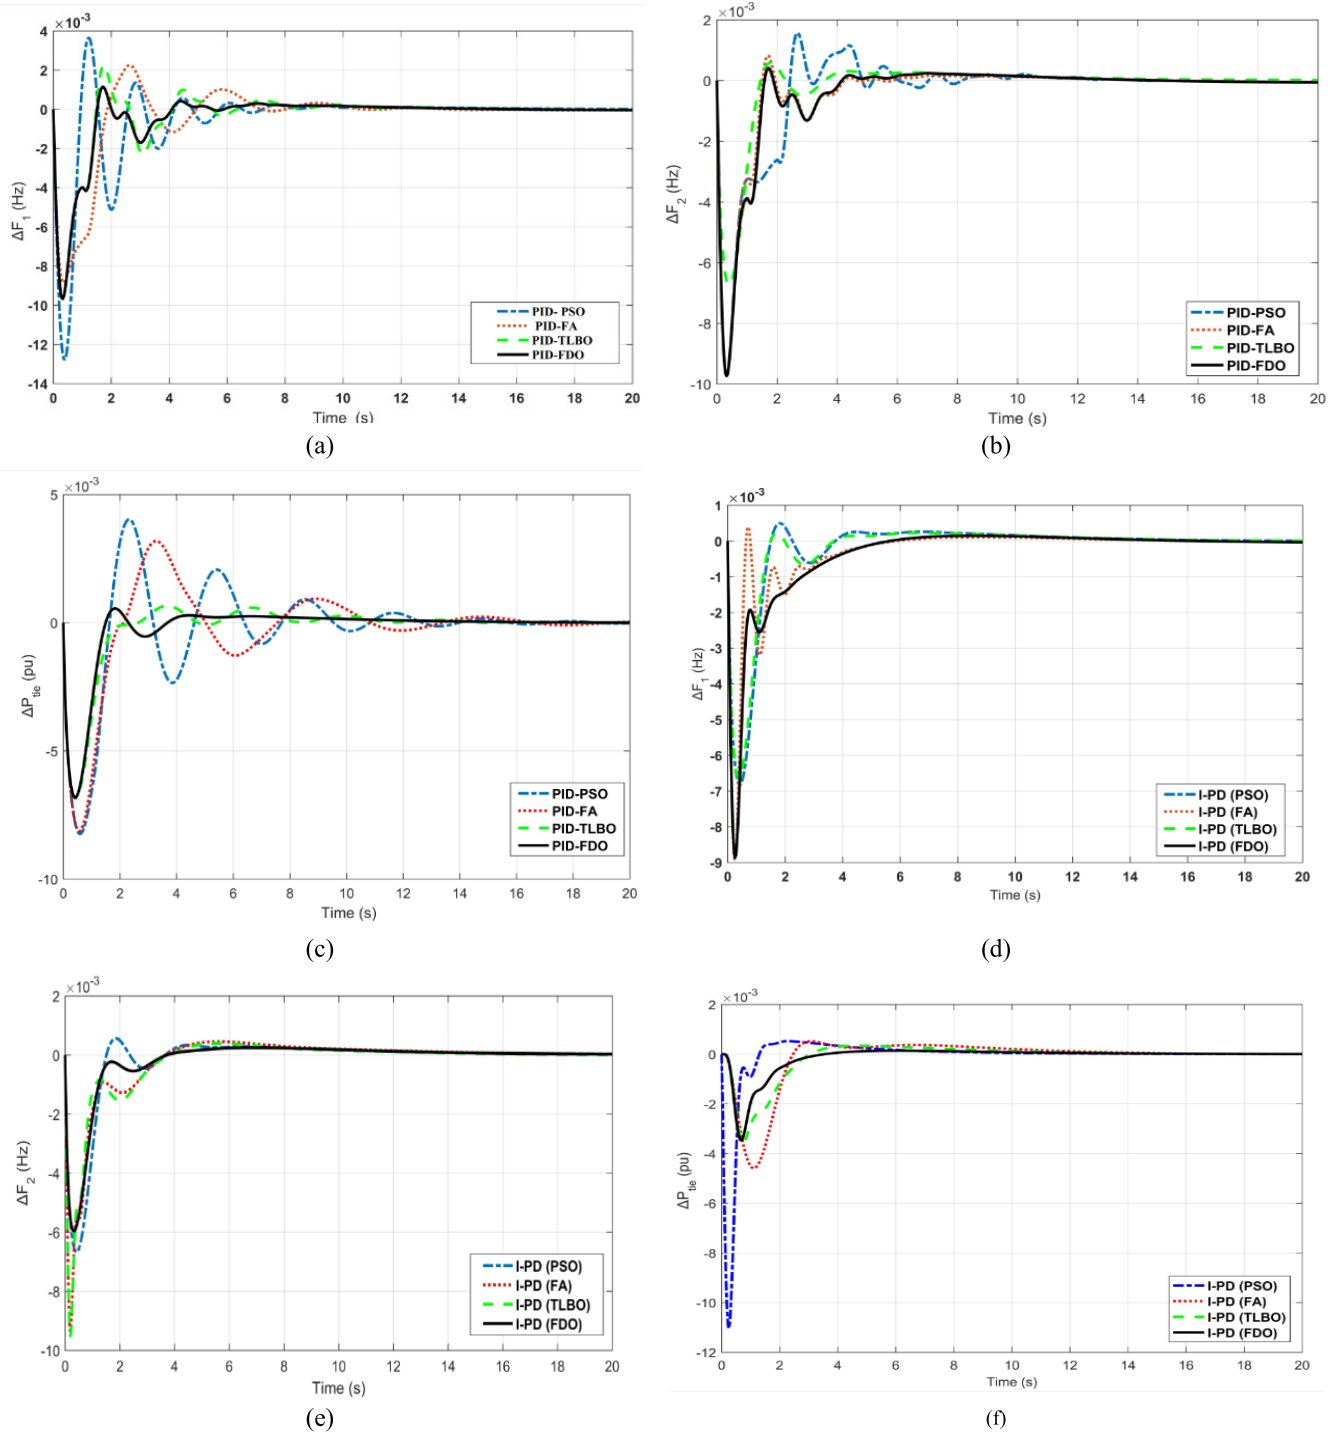 ×10⁻³
4
2
0
-2
-4
-6
-8
-10
-12
-14
ΔF₁ (Hz)
PID- PSO
PID-FA
PID-TLBO
PID-FDO
0 2 4 6 8 10 12 14 16 18 20
Time (s)
(a)
×10⁻³
2
0
-2
-4
-6
-8
-10
ΔF₂ (Hz)
PID-PSO
PID-FA
PID-TLBO
PID-FDO
0 2 4 6 8 10 12 14 16 18 20
Time (s)
(b)
×10⁻³
5
0
-5
-10
ΔP_tie (pu)
PID-PSO
PID-FA
PID-TLBO
PID-FDO
0 2 4 6 8 10 12 14 16 18 20
Time (s)
(c)
×10⁻³
1
0
-1
-2
-3
-4
-5
-6
-7
-8
-9
ΔF₁ (Hz)
I-PD (PSO)
I-PD (FA)
I-PD (TLBO)
I-PD (FDO)
0 2 4 6 8 10 12 14 16 18 20
Time (s)
(d)
×10⁻³
2
0
-2
-4
-6
-8
-10
ΔF₂ (Hz)
I-PD (PSO)
I-PD (FA)
I-PD (TLBO)
I-PD (FDO)
0 2 4 6 8 10 12 14 16 18 20
Time (s)
(e)
×10⁻³
2
0
-2
-4
-6
-8
-10
-12
ΔP_tie (pu)
I-PD (PSO)
I-PD (FA)
I-PD (TLBO)
I-PD (FDO)
0 2 4 6 8 10 12 14 16 18 20
Time (s)
(f)